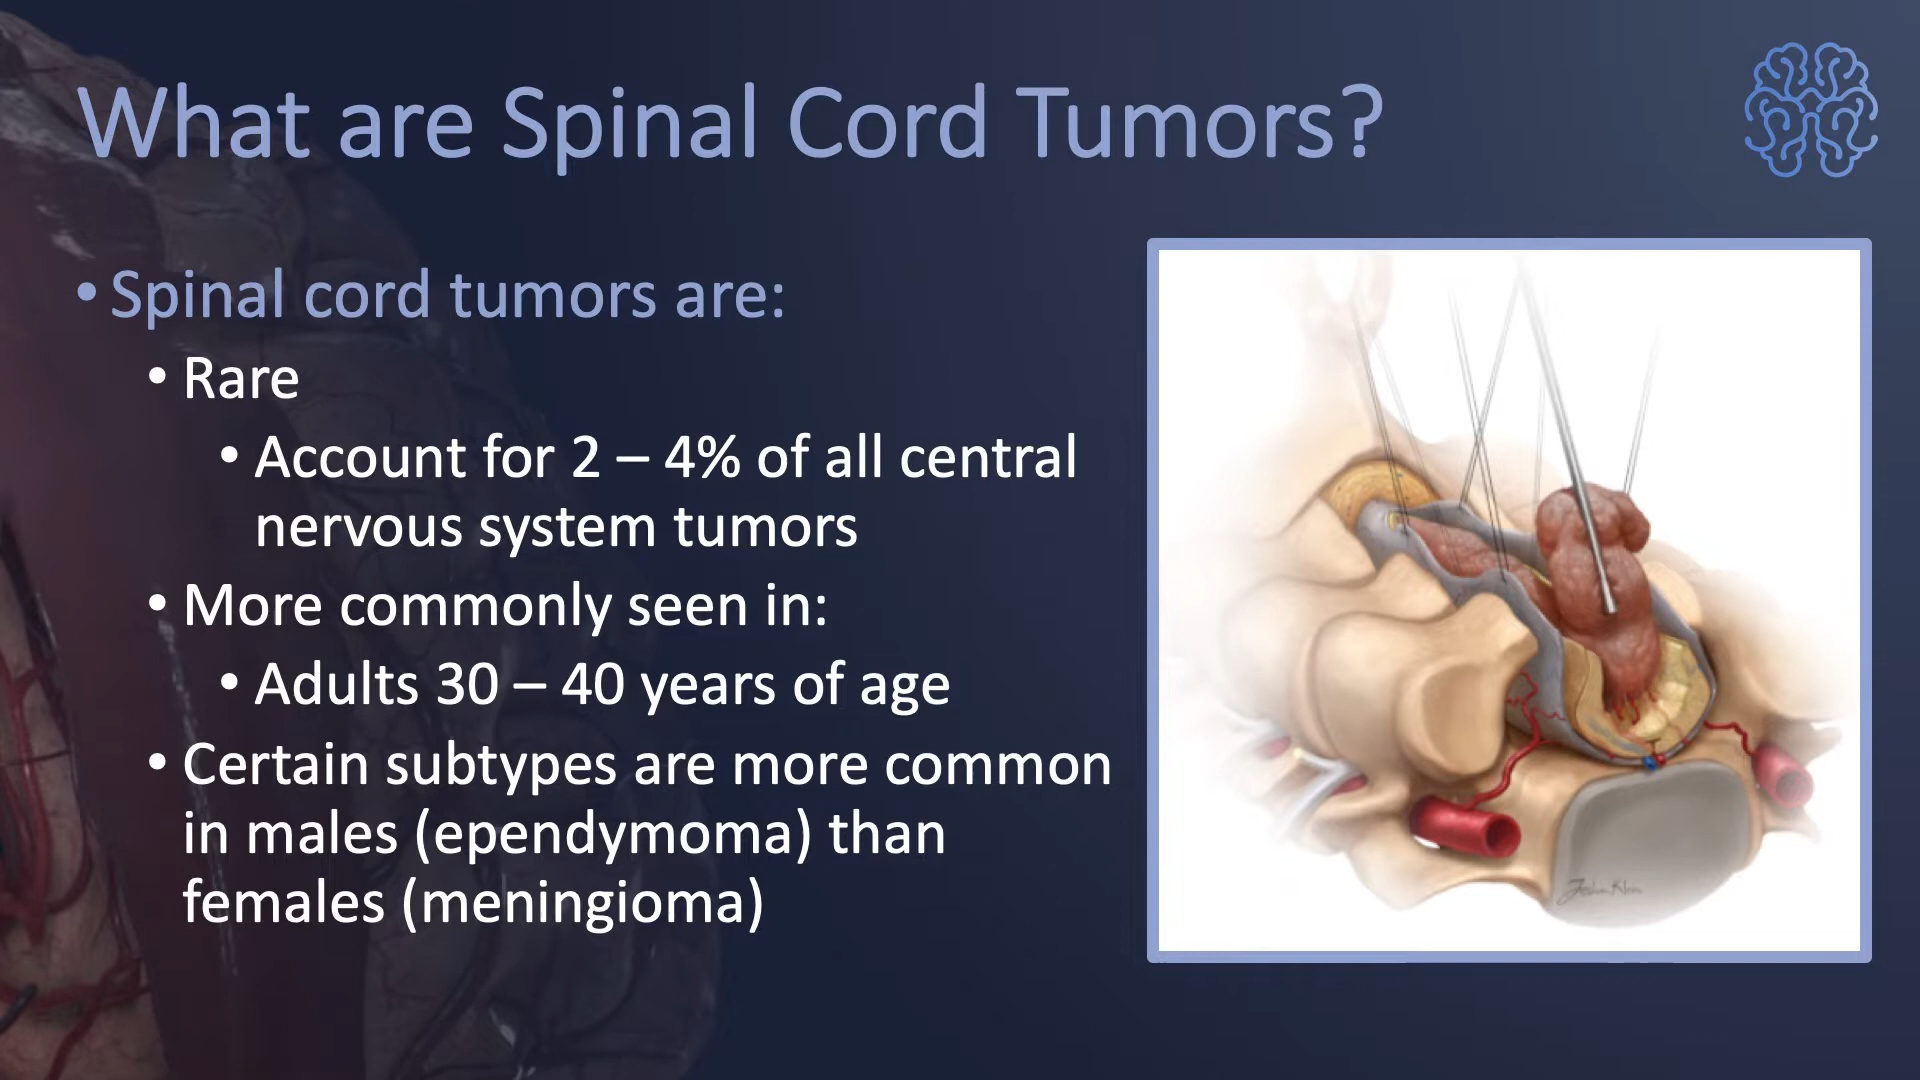 What are Spinal Cord Tumors?
• Spinal cord tumors are:
• Rare
• Account for 2 – 4% of all central
nervous system tumors
• More commonly seen in:
• Adults 30 – 40 years of age
• Certain subtypes are more common
in males (ependymoma) than
females (meningioma)